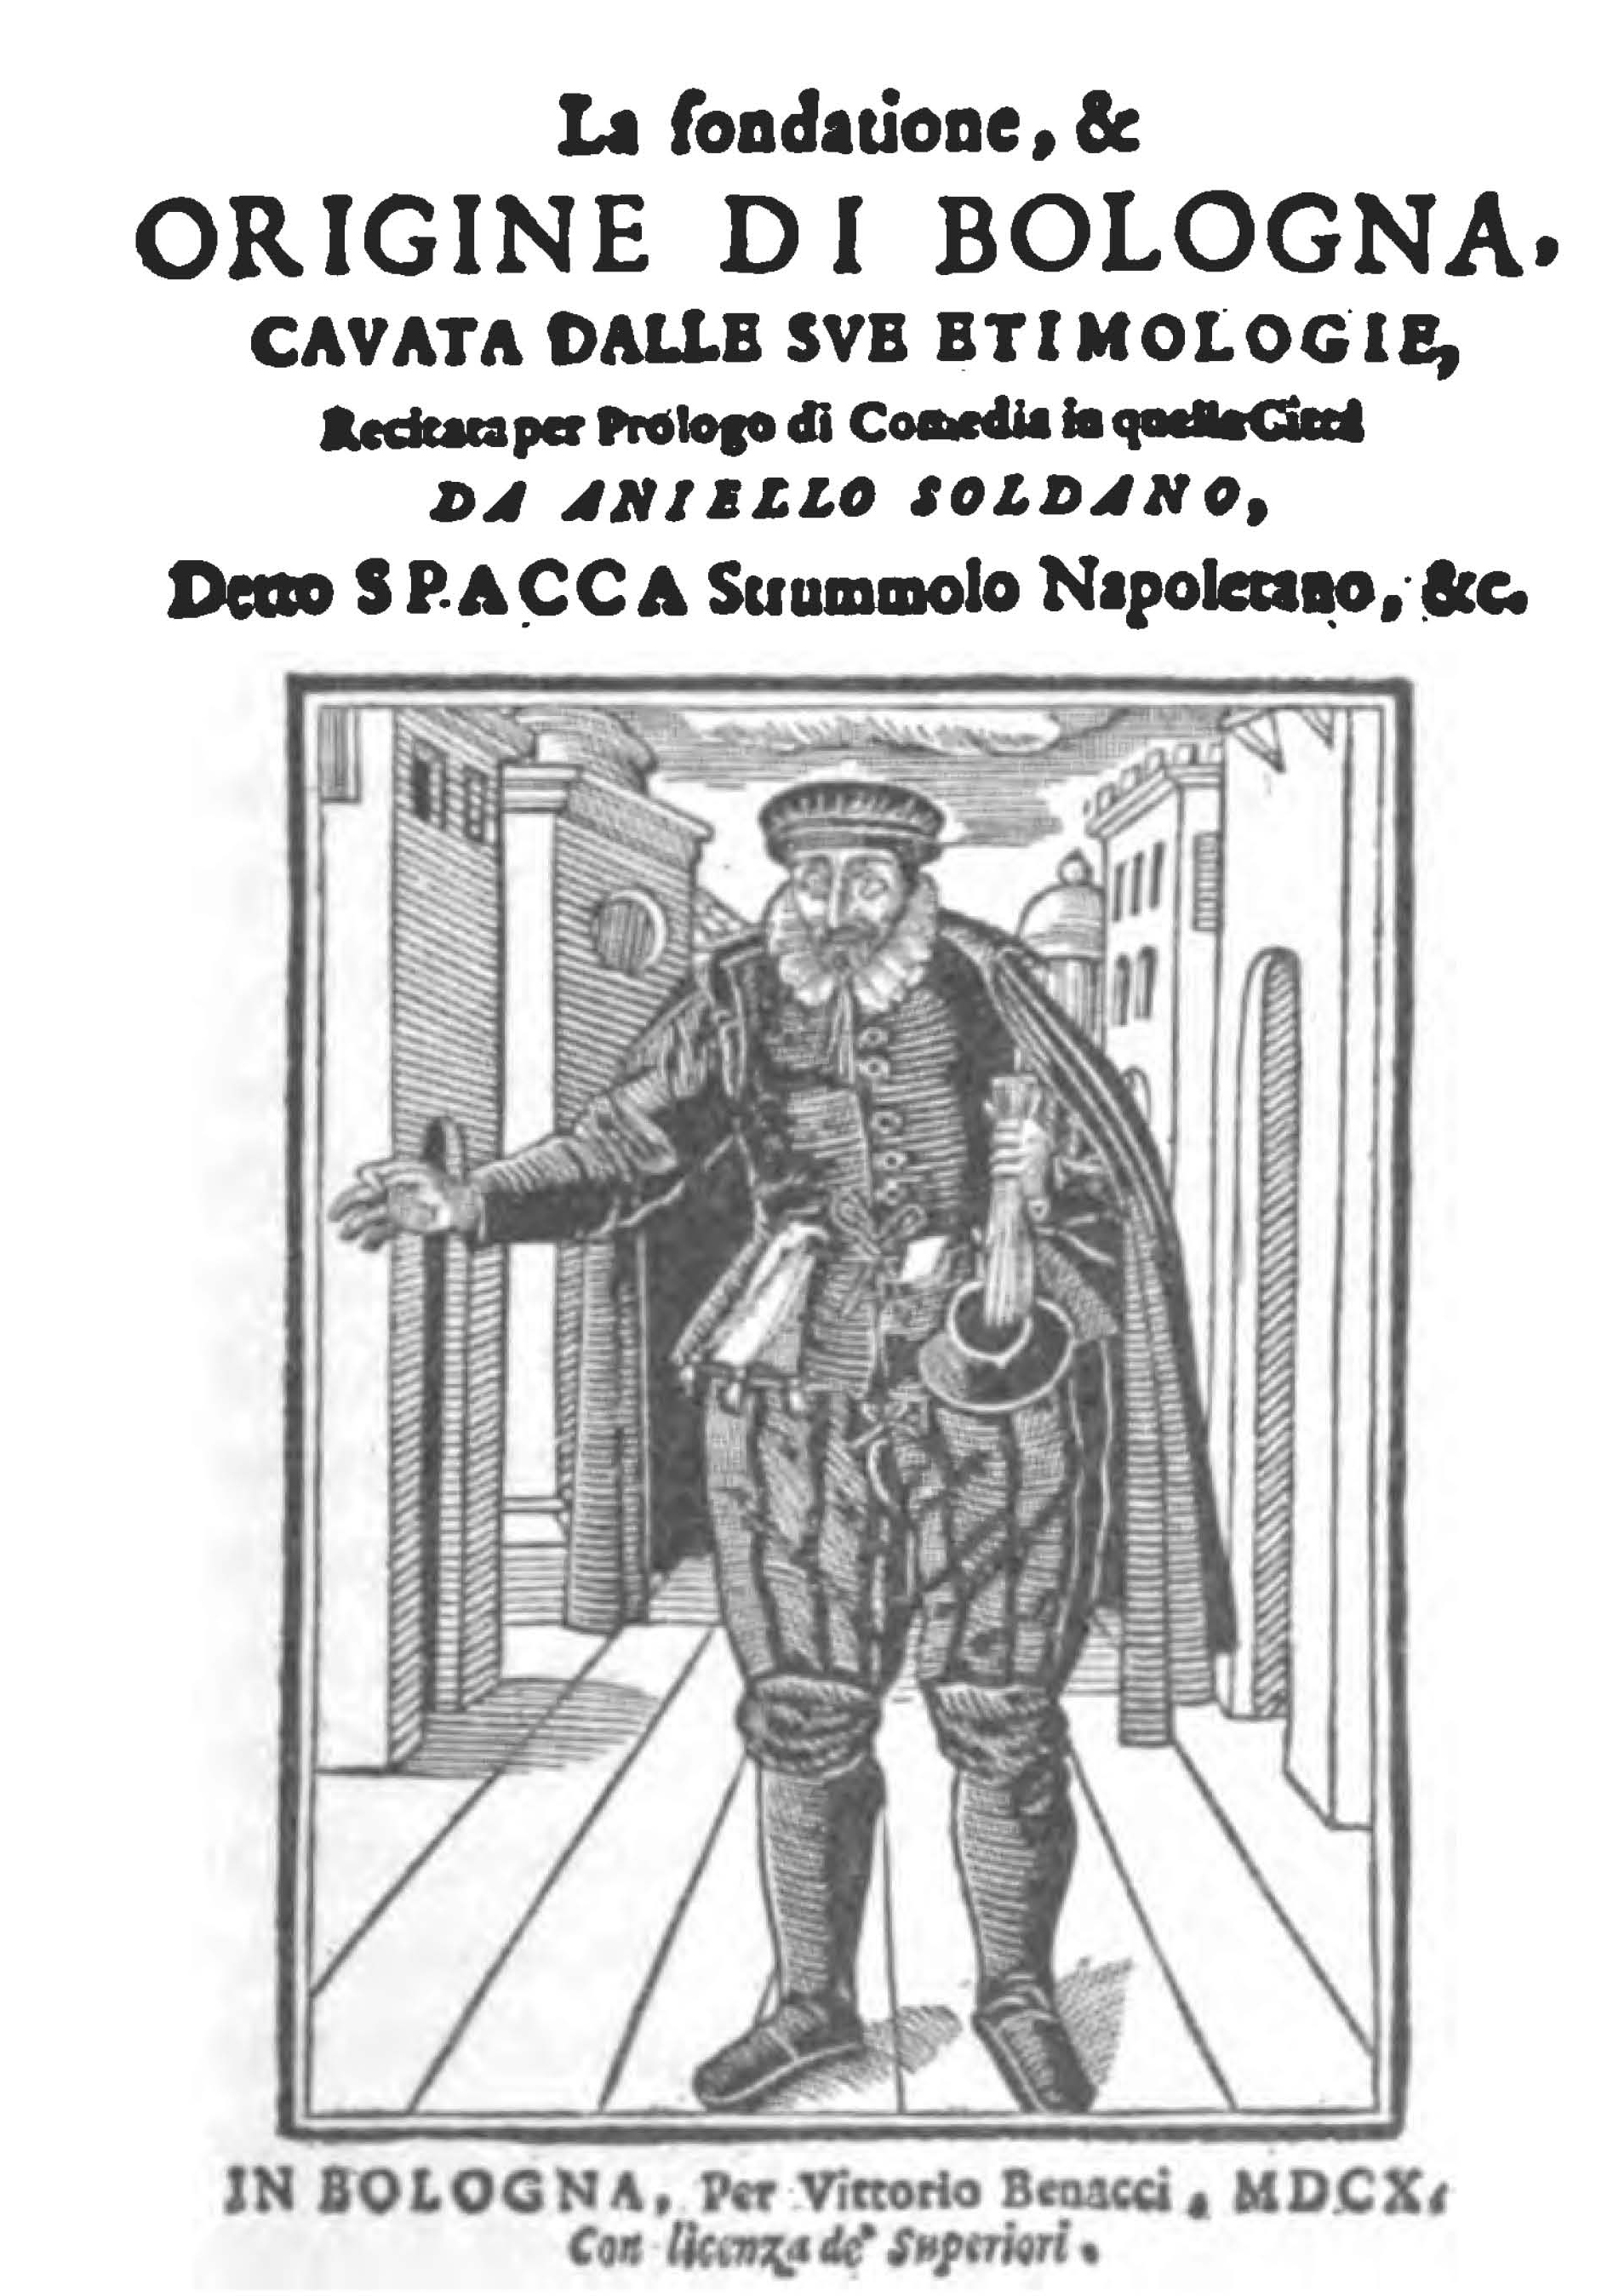 La fondatione, &
ORIGINE DI BOLOGNA,
CAVATA DALLE SVE ETIMOLOGIE,
Recitata per Prologo di Comedia in quella Città
DA ANIELLO SOLDANO,
Detto SPACCA Strummolo Napoletano, &c.
IN BOLOGNA, Per Vittorio Benacci, MDCX.
Con licenza de' Superiori.